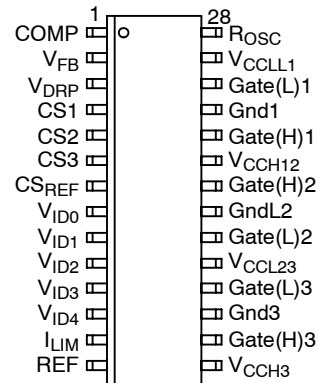 1 28
COMP ROSC
VFB VCCLL1
VDRP Gate(L)1
CS1 Gnd1
CS2 Gate(H)1
CS3 VCCH12
CSREF Gate(H)2
VID0 GndL2
VID1 Gate(L)2
VID2 VCCL23
VID3 Gate(L)3
VID4 Gnd3
ILIM Gate(H)3
REF VCCH3